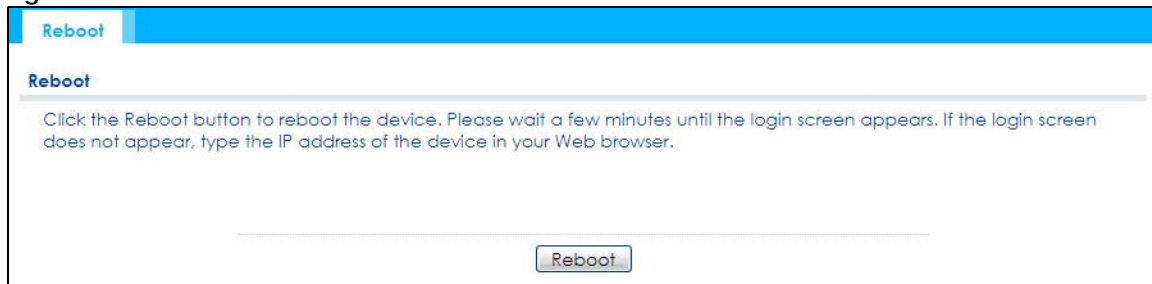 Reboot
Reboot
Click the Reboot button to reboot the device. Please wait a few minutes until the login screen appears. If the login screen
does not appear, type the IP address of the device in your Web browser.
Reboot